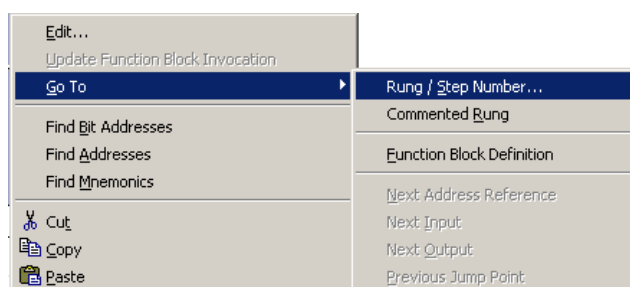 Edit...
Update Function Block Invocation
Go To
Find Bit Addresses
Find Addresses
Find Mnemonics
Cut
Copy
Paste
Rung / Step Number...
Commented Rung
Function Block Definition
Next Address Reference
Next Input
Next Output
Previous Jump Point